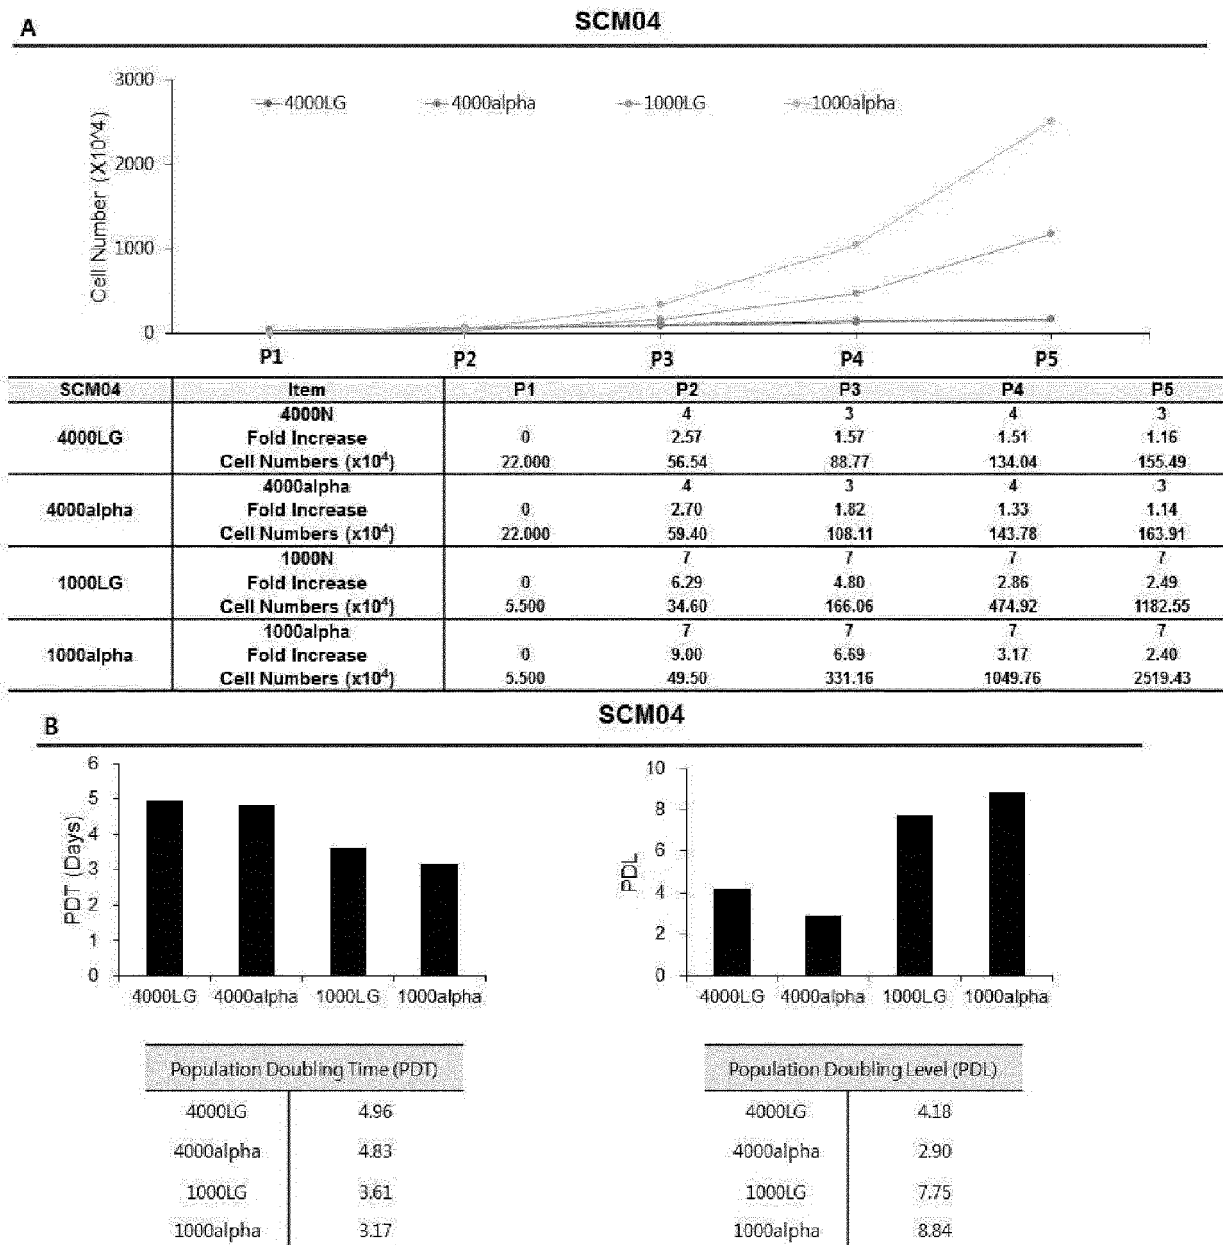 A
SCM04
3000
2000
1000
0
Cell Number (X10^4)
4000LG 4000alpha 1000LG 1000alpha
P1 P2 P3 P4 P5
SCM04 Item P1 P2 P3 P4 P5
4000LG
4000N 4 3 4 3
Fold Increase 0 2.57 1.57 1.51 1.16
Cell Numbers (x10⁴) 22.000 56.54 88.77 134.04 155.49
4000alpha
4000alpha 4 3 4 3
Fold Increase 0 2.70 1.82 1.33 1.14
Cell Numbers (x10⁴) 22.000 59.40 108.11 143.78 163.91
1000LG
1000N 7 7 7 7
Fold Increase 0 6.29 4.80 2.86 2.49
Cell Numbers (x10⁴) 5.500 34.60 166.06 474.92 1182.55
1000alpha
1000alpha 7 7 7 7
Fold Increase 0 9.00 6.69 3.17 2.40
Cell Numbers (x10⁴) 5.500 49.50 331.16 1049.76 2519.43
B
SCM04
6
5
4
3
2
1
0
PDT (Days)
4000LG 4000alpha 1000LG 1000alpha
10
8
6
4
2
0
PDL
4000LG 4000alpha 1000LG 1000alpha
Population Doubling Time (PDT)
4000LG 4.96
4000alpha 4.83
1000LG 3.61
1000alpha 3.17
Population Doubling Level (PDL)
4000LG 4.18
4000alpha 2.90
1000LG 7.75
1000alpha 8.84